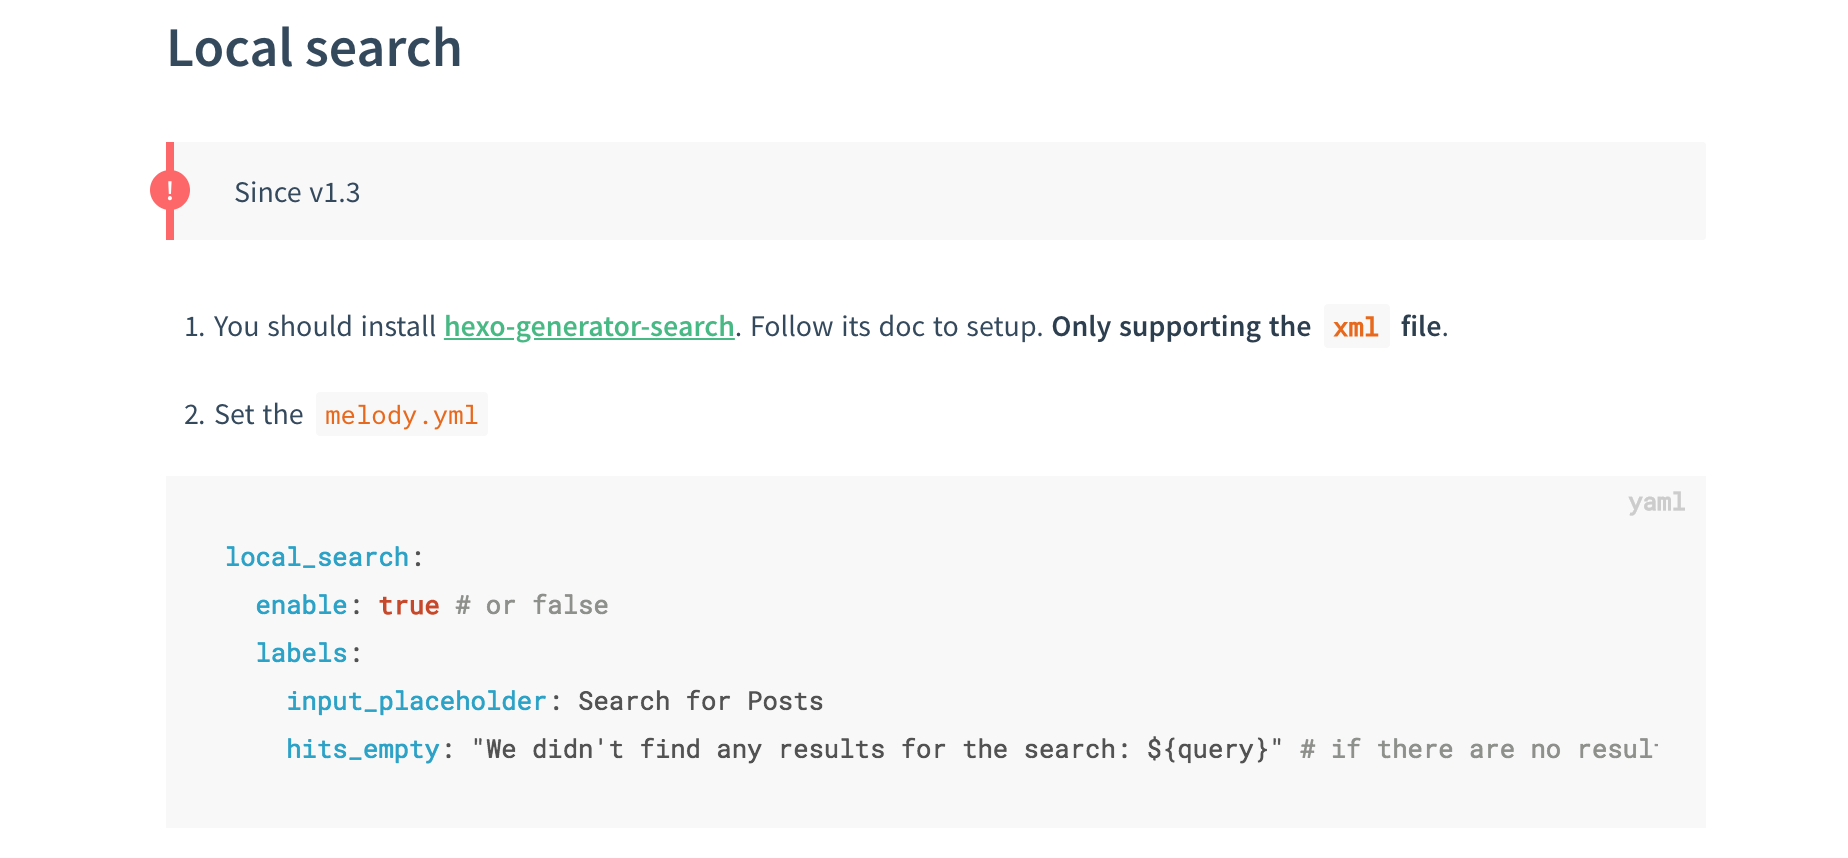 Local search
!
Since v1.3
1. You should install hexo-generator-search. Follow its doc to setup. Only supporting the xml file.
2. Set the melody.yml
yaml
local_search:
  enable: true # or false
  labels:
    input_placeholder: Search for Posts
    hits_empty: "We didn't find any results for the search: ${query}" # if there are no